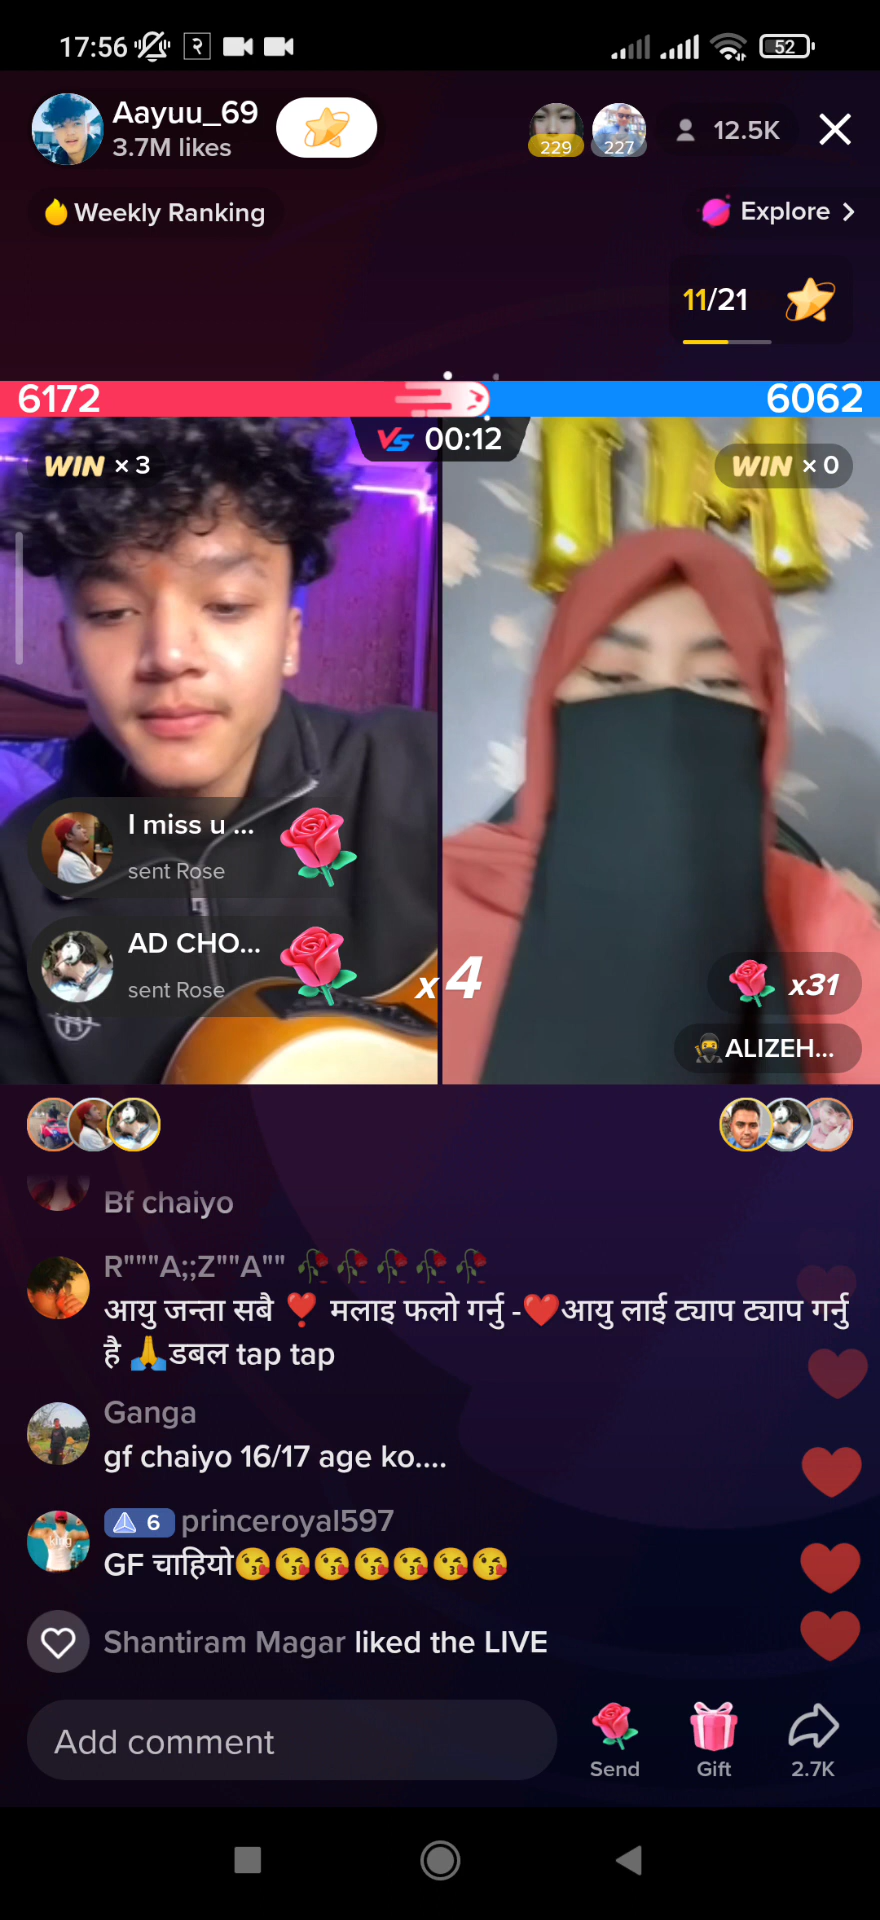 17:56 २ 52
Aayuu_69
3.7M likes
229 227 12.5K
Weekly Ranking
Explore
11/21
6172 6062
VS 00:12
WIN × 3
WIN × 0
I miss u ...
sent Rose
AD CHO...
sent Rose
x4
x31
ALIZEH...
Bf chaiyo
R"""A;;Z""A"" 🥀🥀🥀🥀🥀
आयु जन्ता सबै ❣️ मलाइ फलो गर्नु -❤️आयु लाई ट्याप ट्याप गर्नु
है 🙏डबल tap tap
Ganga
gf chaiyo 16/17 age ko....
6 princeroyal597
GF चाहियो😘😘😘😘😘😘😘
Shantiram Magar liked the LIVE
Add comment
Send
Gift
2.7K